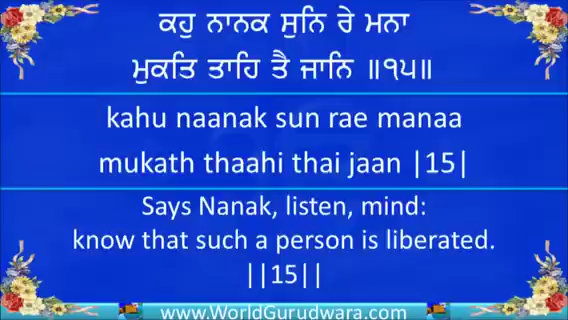 ਕਹੁ ਨਾਨਕ ਸੁਨਿ ਰੇ ਮਨਾ
ਮੁਕਤਿ ਤਾਹਿ ਤੈ ਜਾਨਿ ॥੧੫॥
kahu naanak sun rae manaa
mukath thaahi thai jaan |15|
Says Nanak, listen, mind:
know that such a person is liberated.
||15||
www.WorldGurudwara.com